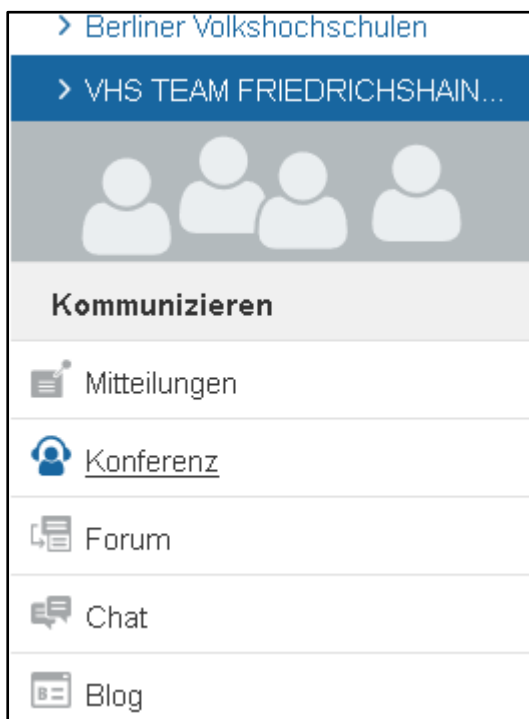 Berliner Volkshochschulen
VHS TEAM FRIEDRICHSHAIN...
Kommunizieren
Mitteilungen
Konferenz
Forum
Chat
B= Blog